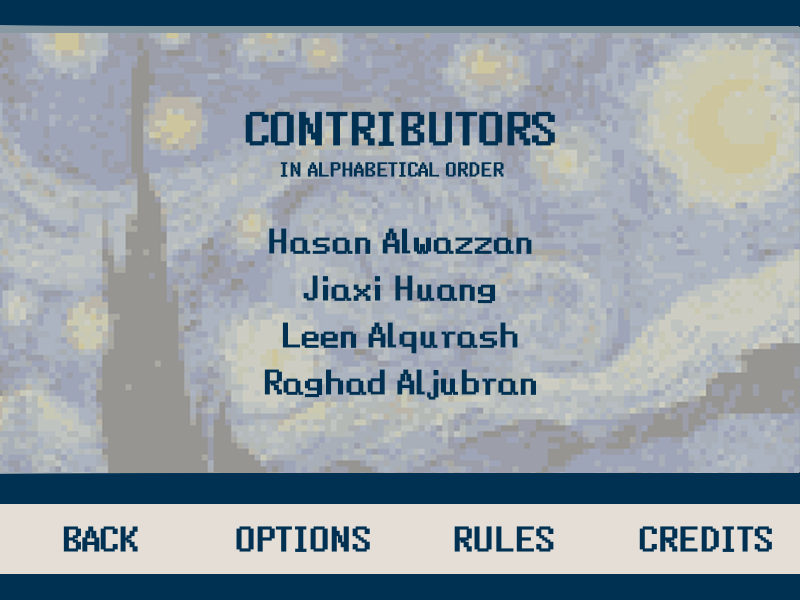 CONTRIBUTORS
IN ALPHABETICAL ORDER
Hasan Alwazzan
Jiaxi Huang
Leen Alqurash
Raghad Aljubran
BACK OPTIONS RULES CREDITS